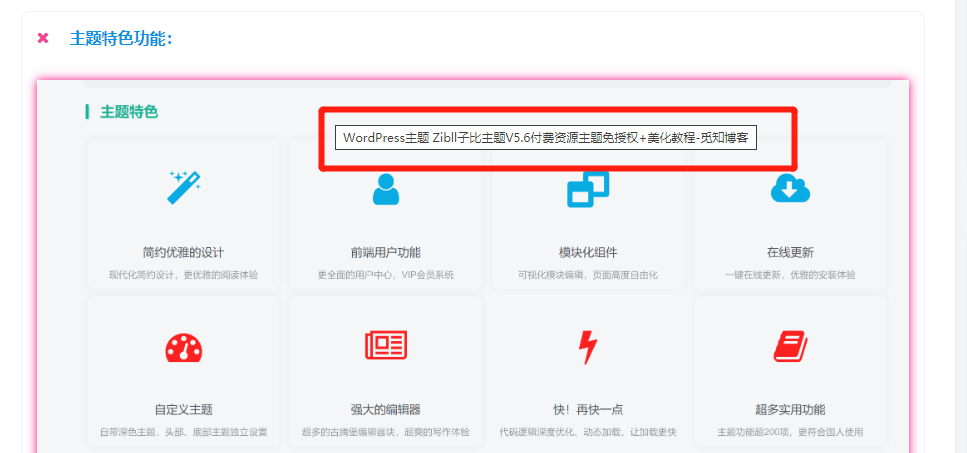 主题特色功能：
主题特色
WordPress主题 Zibll子比主题V5.6付费资源主题免授权+美化教程-觅知博客
简约优雅的设计
现代化简约设计，更优雅的阅读体验
前端用户功能
更全面的用户中心，VIP会员系统
模块化组件
可视化模块编辑，页面高度自由化
在线更新
一键在线更新，优雅的安装体验
自定义主题
自带深色主题，头部、底部主题独立设置
强大的编辑器
超多的古腾堡编辑器块，超爽的写作体验
快！再快一点
代码逻辑深度优化、动态加载，让加载更快
超多实用功能
主题功能超200项，更符合国人使用